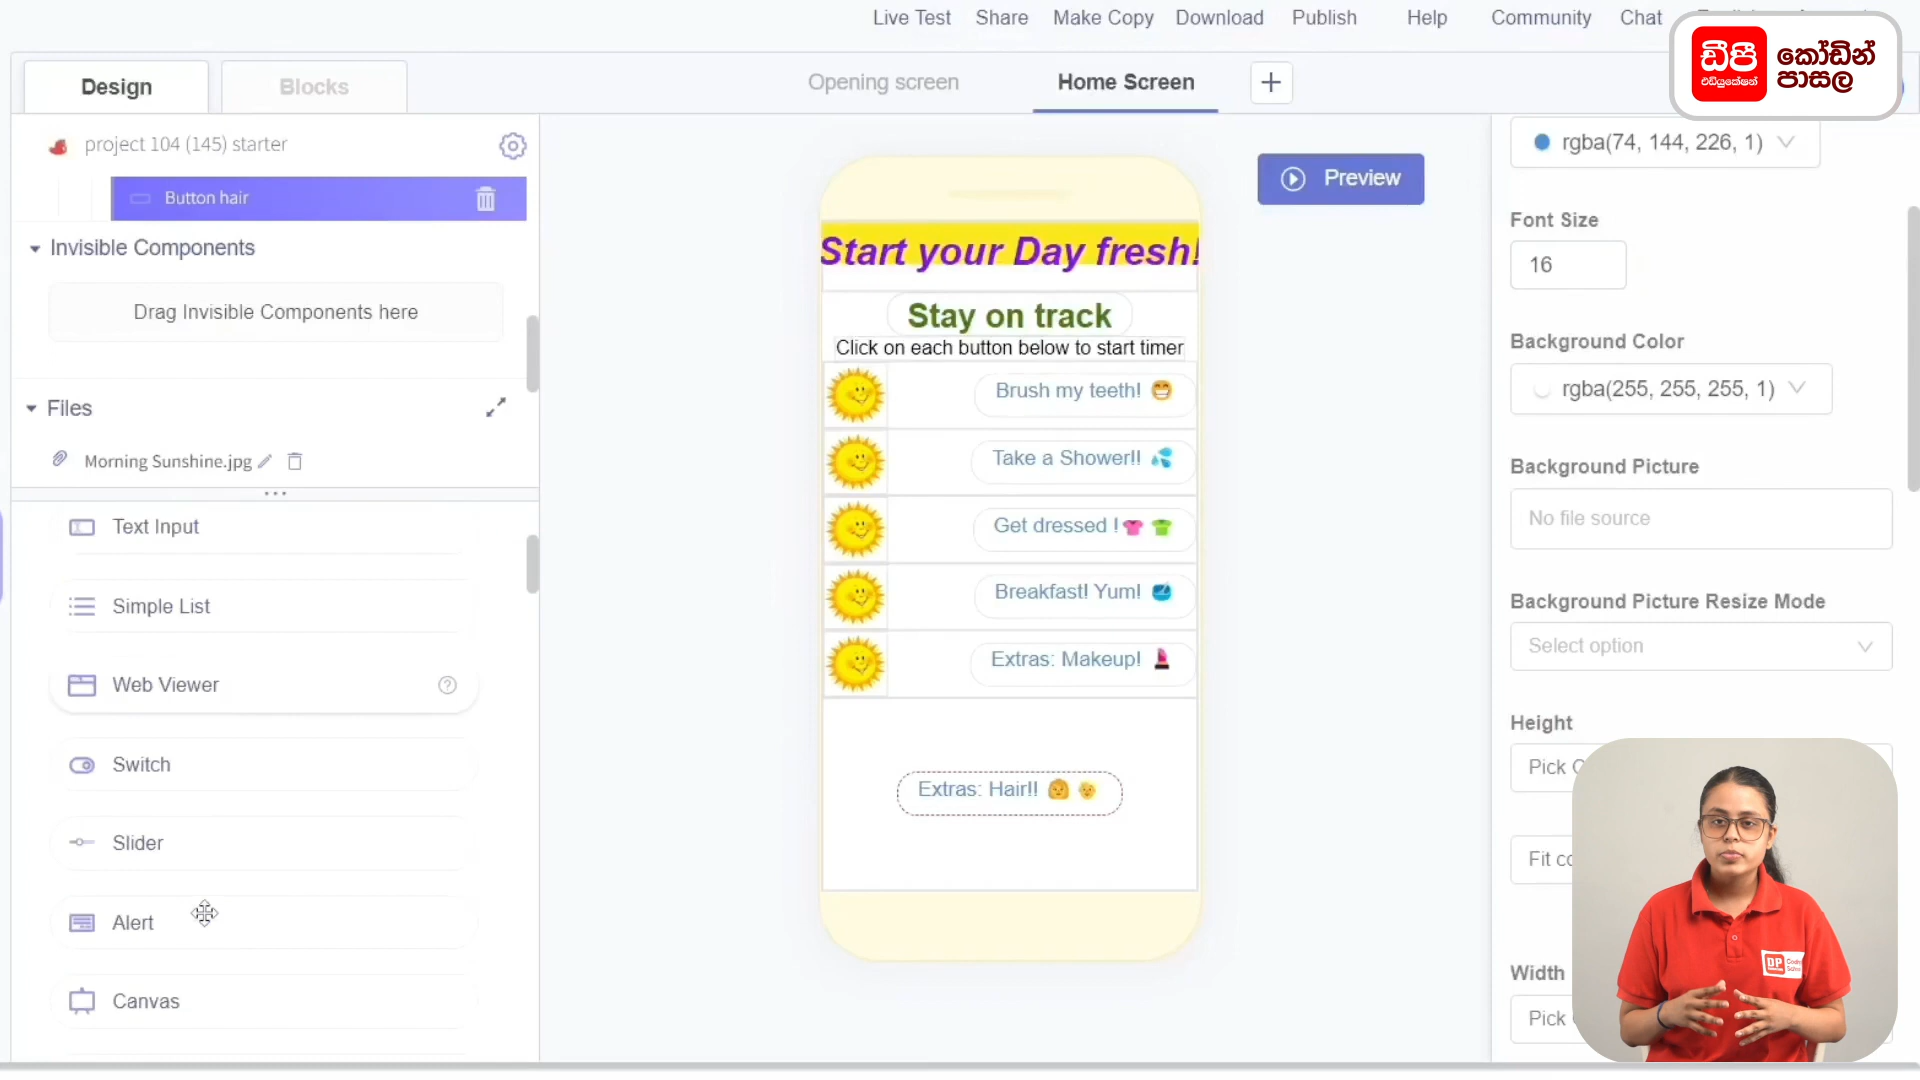 Live Test Share Make Copy Download Publish Help Community Chat
ඩීපී
එඩියුකේෂන්
කෝඩින්
පාසල
Design
Blocks
Opening screen
Home Screen
+
project 104 (145) starter
Button hair
Invisible Components
Drag Invisible Components here
Files
Morning Sunshine.jpg
Text Input
Simple List
Web Viewer
Switch
Slider
Alert
Canvas
Preview
Start your Day fresh!
Stay on track
Click on each button below to start timer
Brush my teeth! 😁
Take a Shower!! 💦
Get dressed !👚 👕
Breakfast! Yum! 🥣
Extras: Makeup! 💄
Extras: Hair!!
rgba(74, 144, 226, 1)
Font Size
16
Background Color
rgba(255, 255, 255, 1)
Background Picture
No file source
Background Picture Resize Mode
Select option
Height
Pick
Fit
Width
Pick
DP